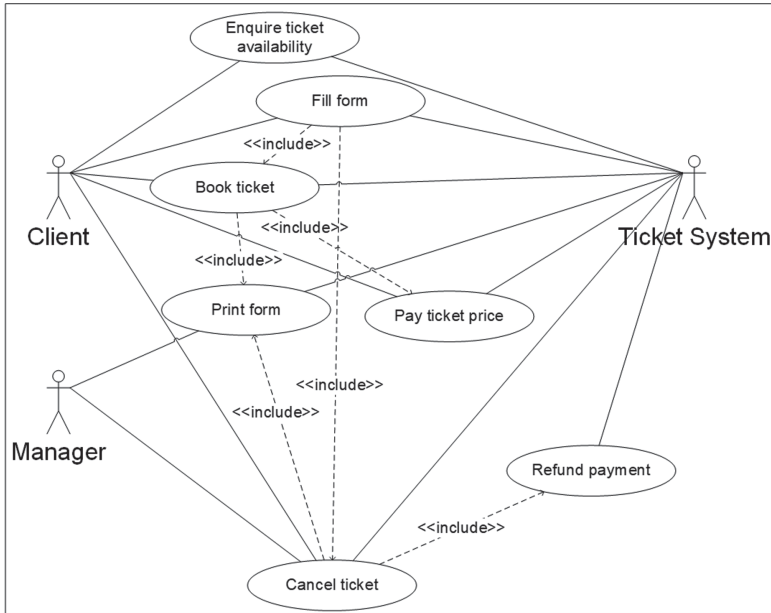 Enquire ticket
availability
Fill form
<<include>>
Book ticket
<<include>>
Client
Ticket System
<<include>>
Print form
Pay ticket price
<<include>>
<<include>>
Manager
Refund payment
<<include>>
Cancel ticket